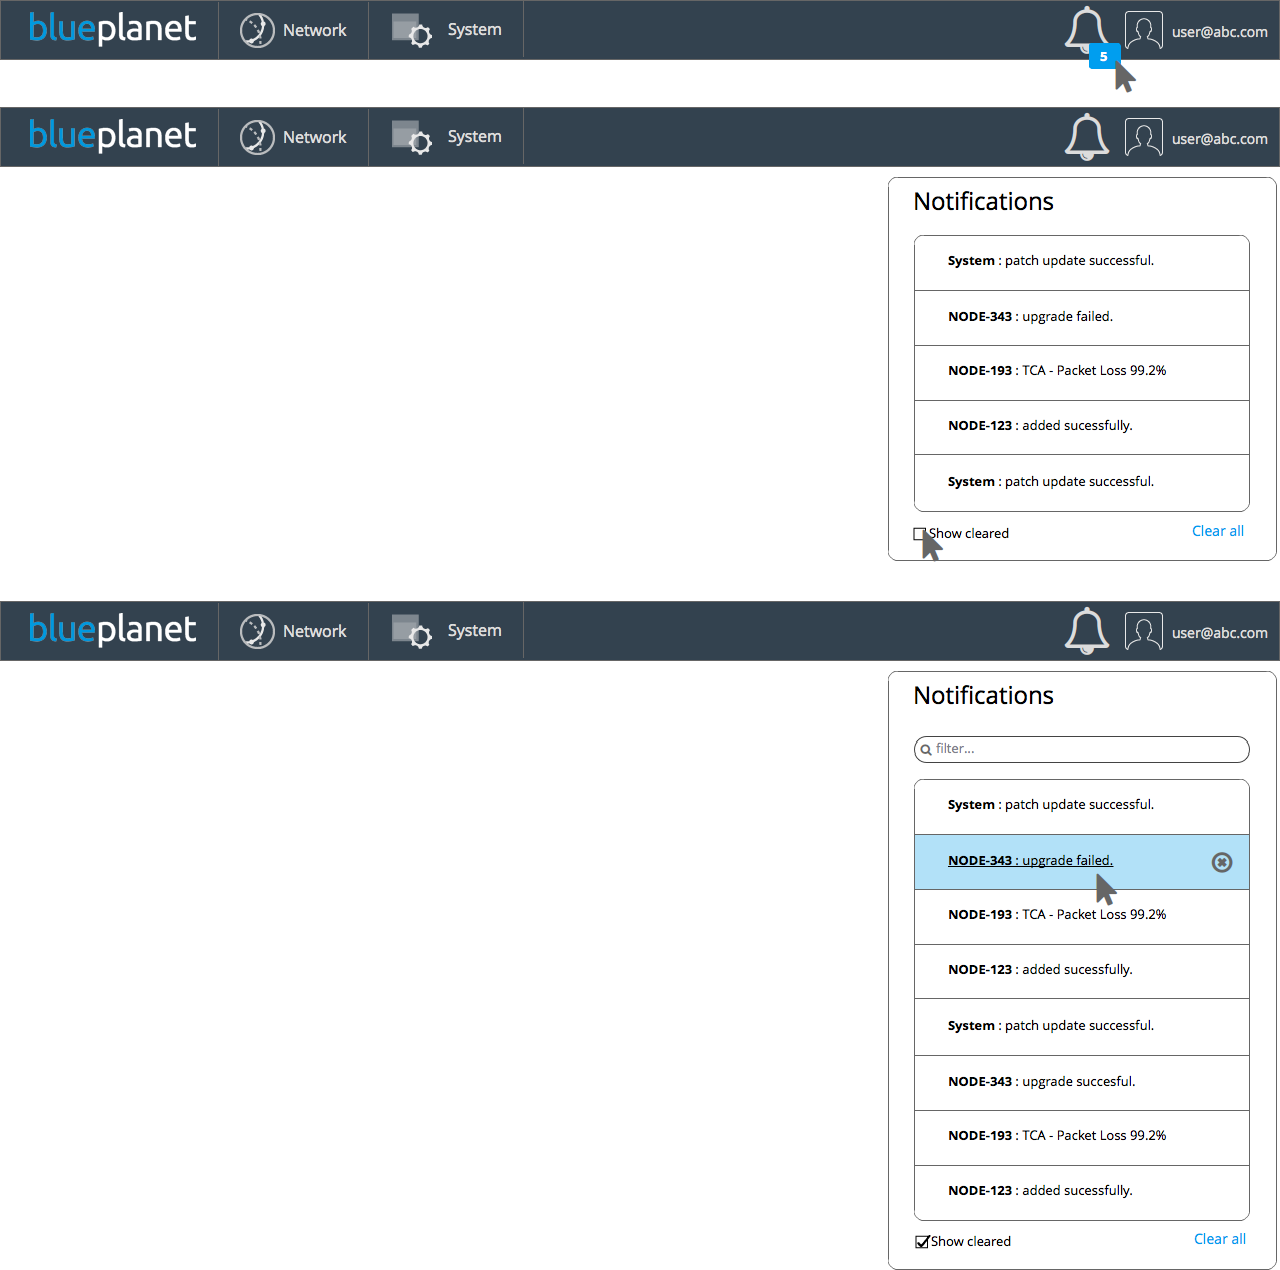 blueplanet Network System user@abc.com
5
blueplanet Network System user@abc.com
Notifications
System : patch update successful.
NODE-343 : upgrade failed.
NODE-193 : TCA - Packet Loss 99.2%
NODE-123 : added sucessfully.
System : patch update successful.
Show cleared Clear all
blueplanet Network System user@abc.com
Notifications
filter...
System : patch update successful.
NODE-343 : upgrade failed.
NODE-193 : TCA - Packet Loss 99.2%
NODE-123 : added sucessfully.
System : patch update successful.
NODE-343 : upgrade succesful.
NODE-193 : TCA - Packet Loss 99.2%
NODE-123 : added sucessfully.
Show cleared Clear all